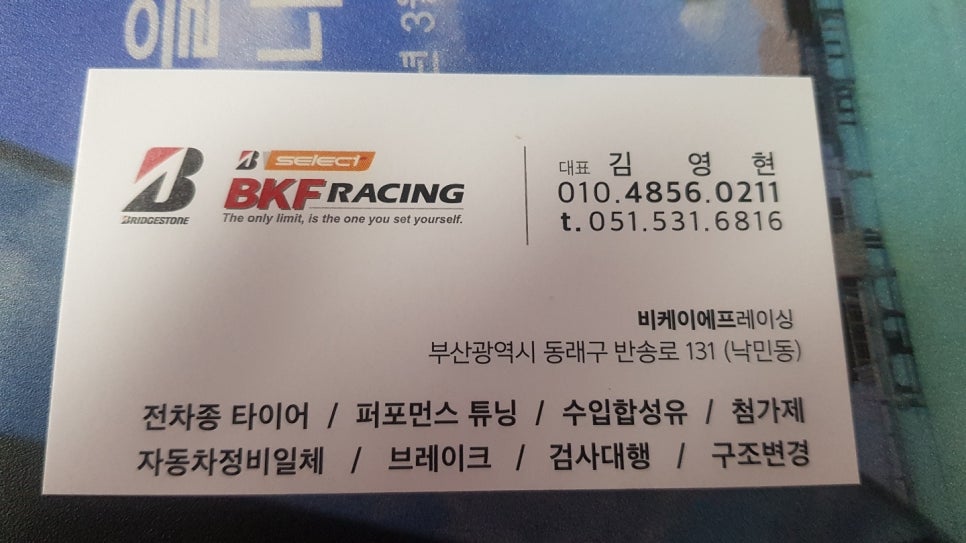 을
년 3
B
BRIDGESTONE
B select
BKF RACING
The only limit, is the one you set yourself.
대표 김 영 현
010.4856.0211
t.051.531.6816
비케이에프레이싱
부산광역시 동래구 반송로 131 (낙민동)
전차종 타이어 / 퍼포먼스 튜닝 / 수입합성유 / 첨가제
자동차정비일체 / 브레이크 / 검사대행 / 구조변경